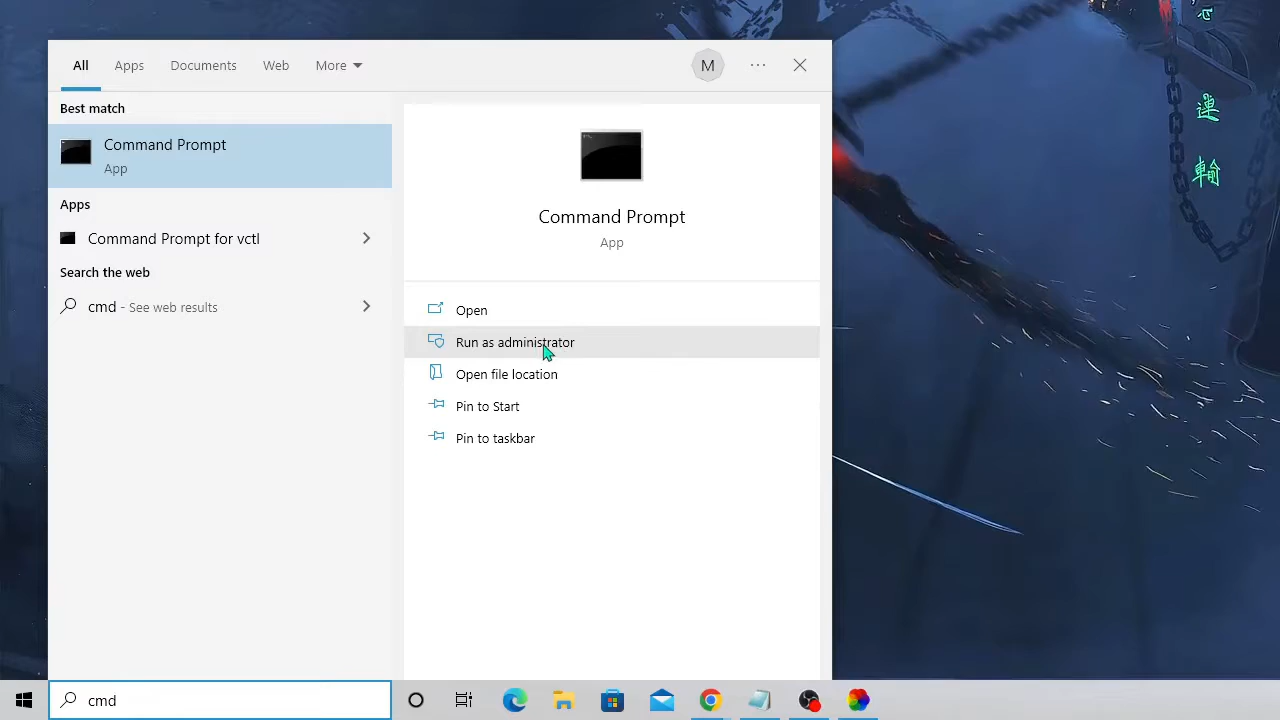 All
Apps
Documents
Web
More
M
Best match
Command Prompt
App
Apps
Command Prompt for vctl
Search the web
cmd - See web results
Command Prompt
App
Open
Run as administrator
Open file location
Pin to Start
Pin to taskbar
cmd
運
輪